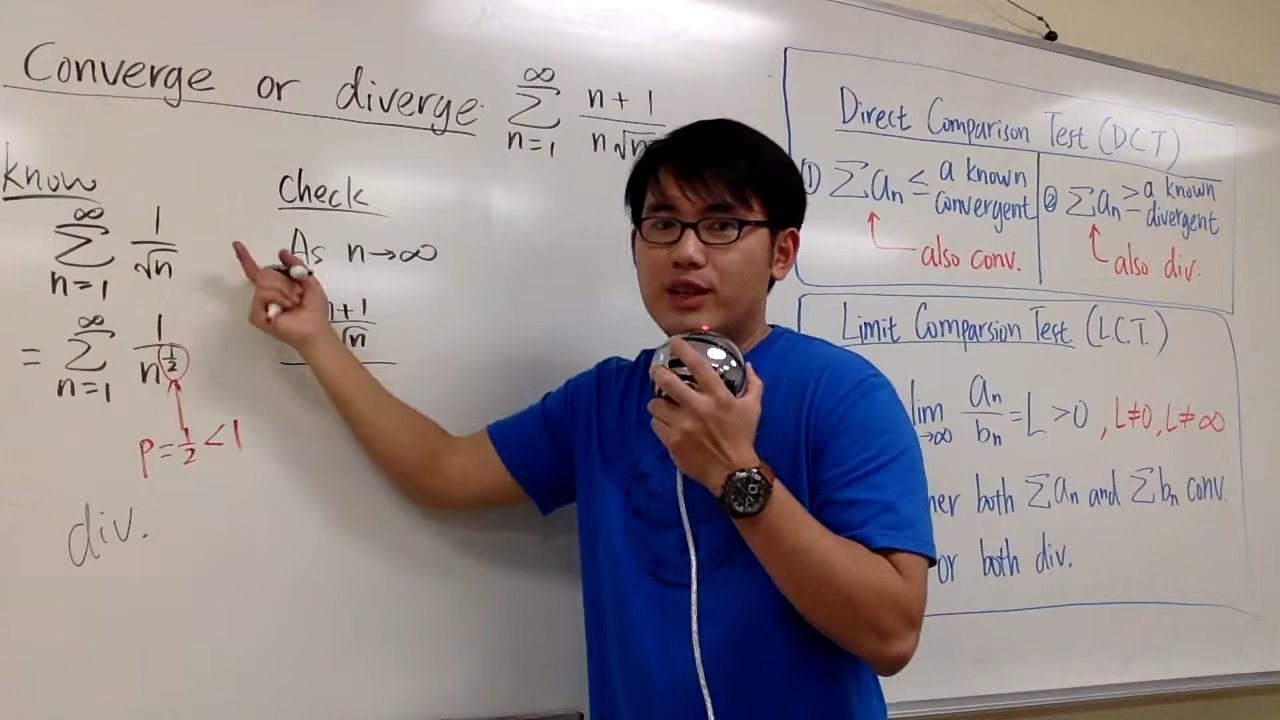 Converge or diverge: ∞∑n=1 n+1 / n√n
know
∞∑n=1 1/√n
= ∞∑n=1 1/n^(1/2)
p = 1/2 < 1
div.
Check
As n→∞
n+1 / √n
Direct Comparison Test (DCT)
① ∑an ≤ a known convergent
also conv.
② ∑an ≥ a known divergent
also div.
Limit Comparsion Test (L.C.T.)
lim →∞ an/bn = L > 0, L≠0, L≠∞
both ∑an and ∑bn conv.
or both div.